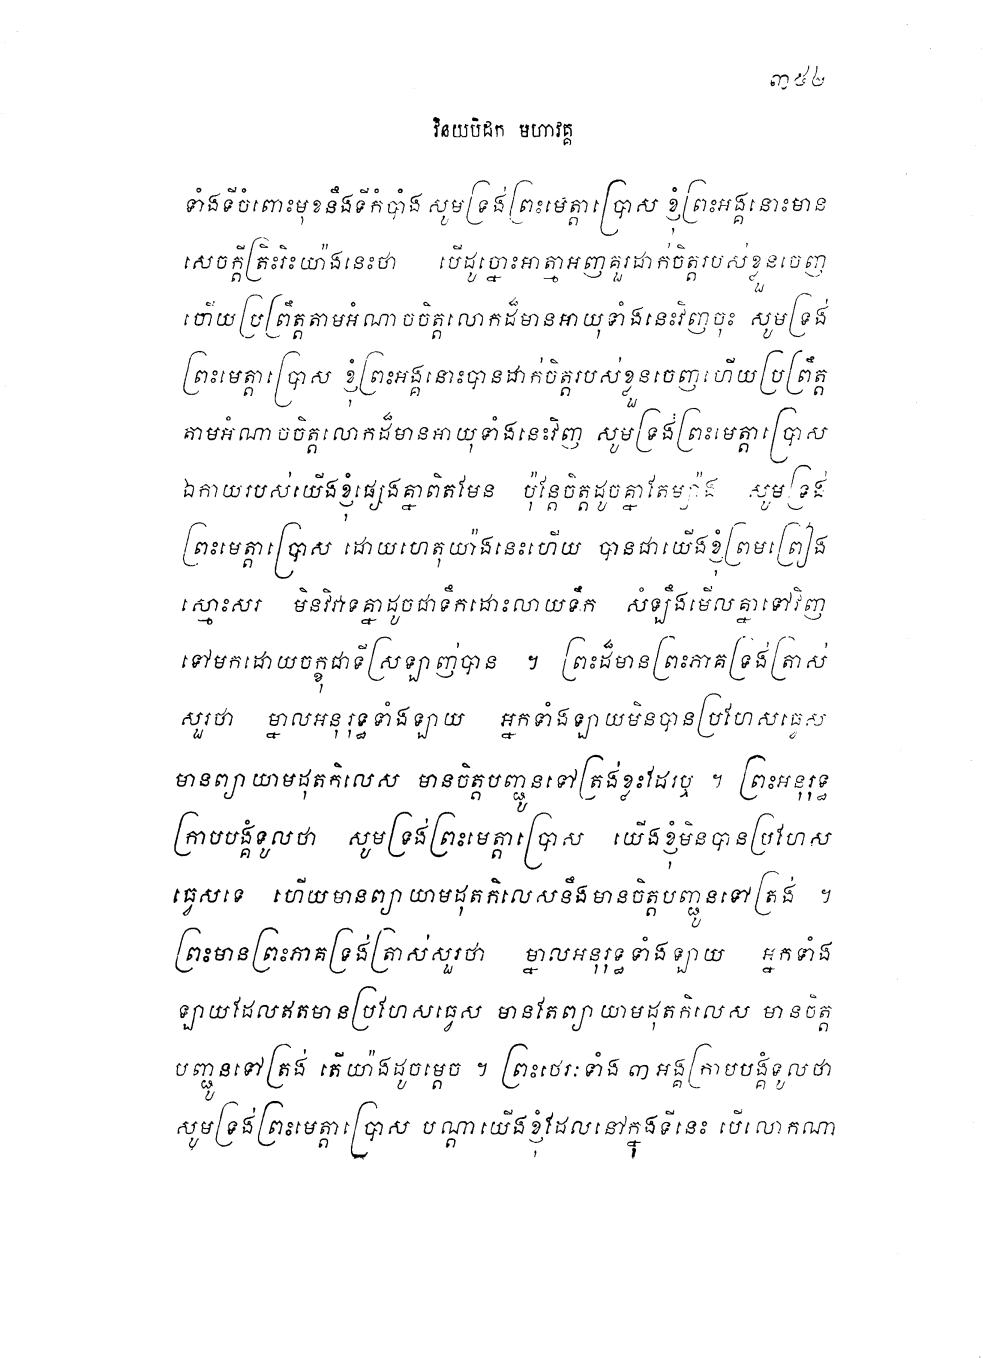 ៣៥៤
វិនយបិដក មហាវគ្គ
ទាំងទីចំពោះមុខនឹងទីកំបាំង សូមទ្រង់ព្រះមេត្តាប្រោស ខ្ញុំព្រះអង្គនោះមាន
សេចក្តីត្រិះរិះយ៉ាងនេះថា បើដូច្នោះអាត្មាអញគួរដាក់ចិត្តរបស់ខ្លួនចេញ
ហើយប្រព្រឹត្តតាមអំណាចចិត្តលោកដ៏មានអាយុទាំងនេះវិញចុះ សូមទ្រង់
ព្រះមេត្តាប្រោស ខ្ញុំព្រះអង្គនោះបានដាក់ចិត្តរបស់ខ្លួនចេញហើយប្រព្រឹត្ត
តាមអំណាចចិត្តលោកដ៏មានអាយុទាំងនេះវិញ សូមទ្រង់ព្រះមេត្តាប្រោស
ឯកាយរបស់យើងខ្ញុំផ្សេងគ្នាពិតមែន ប៉ុន្តែចិត្តដូចគ្នាតែម្យ៉ាង សូមទ្រង់
ព្រះមេត្តាប្រោស ដោយហេតុយ៉ាងនេះហើយ បានជាយើងខ្ញុំព្រមព្រៀង
ស្មោះសរ មិនវិវាទគ្នាដូចជាទឹកដោះលាយទឹក សំឡឹងមើលគ្នាទៅវិញ
ទៅមកដោយចក្ខុជាទីស្រឡាញ់បាន ។ ព្រះដ៏មានព្រះភាគទ្រង់ត្រាស់
សួរថា ម្នាលអនុរុទ្ធទាំងឡាយ អ្នកទាំងឡាយមិនបានប្រហែសធ្វេស
មានព្យាយាមដុតកិលេស មានចិត្តបញ្ជូនទៅត្រង់ខ្លះដែរឬ ។ ព្រះអនុរុទ្ធ
ក្រាបបង្គំទូលថា សូមទ្រង់ព្រះមេត្តាប្រោស យើងខ្ញុំមិនបានប្រហែស
ធ្វេសទេ ហើយមានព្យាយាមដុតកិលេសនឹងមានចិត្តបញ្ជូនទៅត្រង់ ។
ព្រះមានព្រះភាគទ្រង់ត្រាស់សួរថា ម្នាលអនុរុទ្ធទាំងឡាយ អ្នកទាំង
ឡាយដែលឥតមានប្រហែសធ្វេស មានតែព្យាយាមដុតកិលេស មានចិត្ត
បញ្ជូនទៅត្រង់ តើយ៉ាងដូចម្តេច ។ ព្រះថេរៈទាំង ៣ អង្គក្រាបបង្គំទូលថា
សូមទ្រង់ព្រះមេត្តាប្រោស បណ្តាយើងខ្ញុំដែលនៅក្នុងទីនេះ បើលោកណា